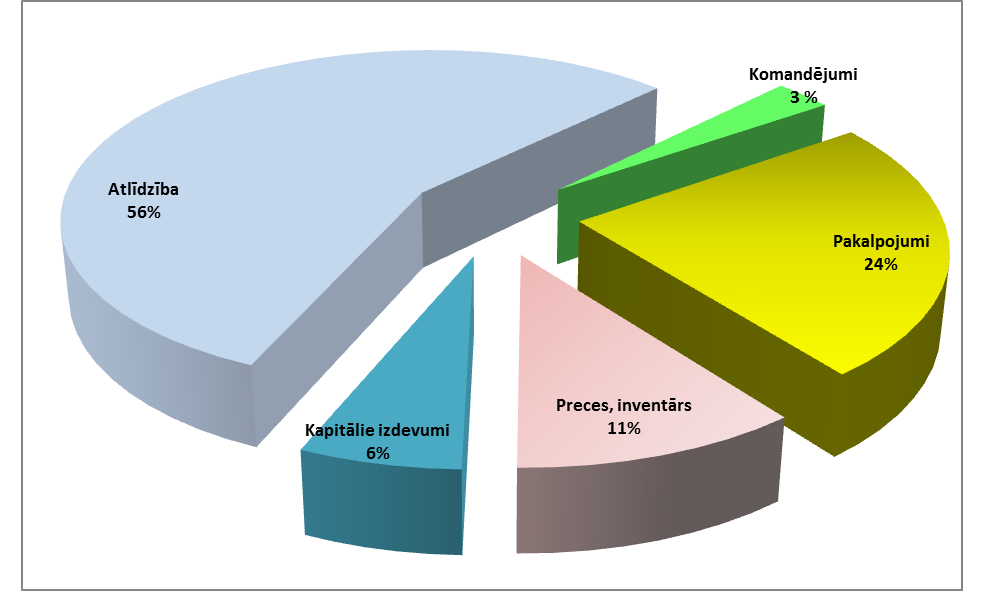 Komandējumi
3 %
Atlīdzība
56%
Pakalpojumi
24%
Preces, inventārs
11%
Kapitālie izdevumi
6%